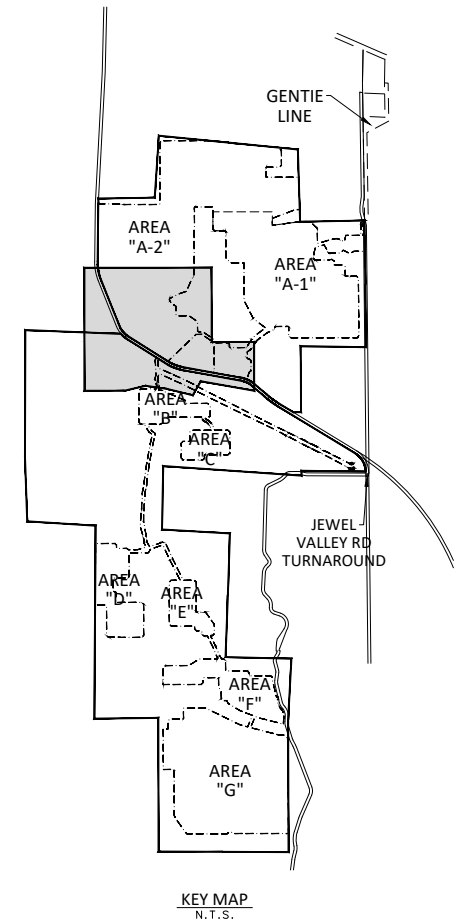 GENTIE
LINE
AREA
"A-2"
AREA
"A-1"
AREA
"B"
AREA
"C"
JEWEL
VALLEY RD
TURNAROUND
AREA
"D"
AREA
"E"
AREA
"F"
AREA
"G"
KEY MAP
N.T.S.